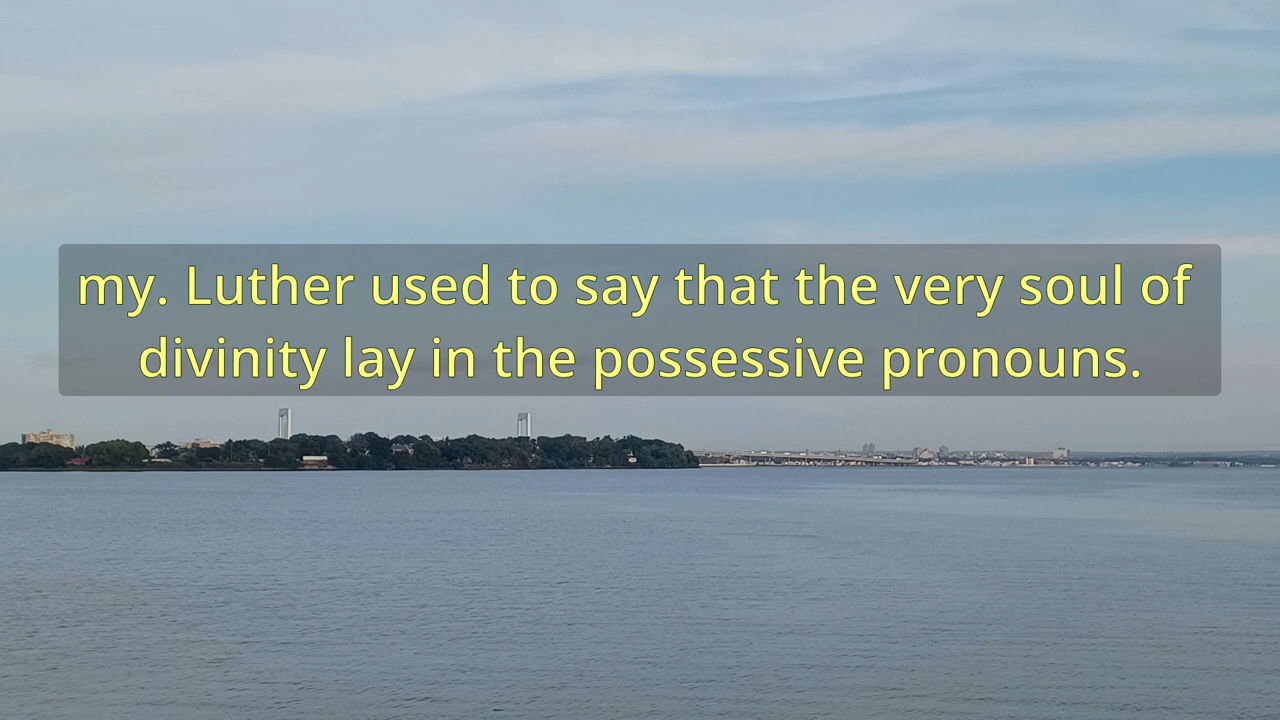 my. Luther used to say that the very soul of
divinity lay in the possessive pronouns.